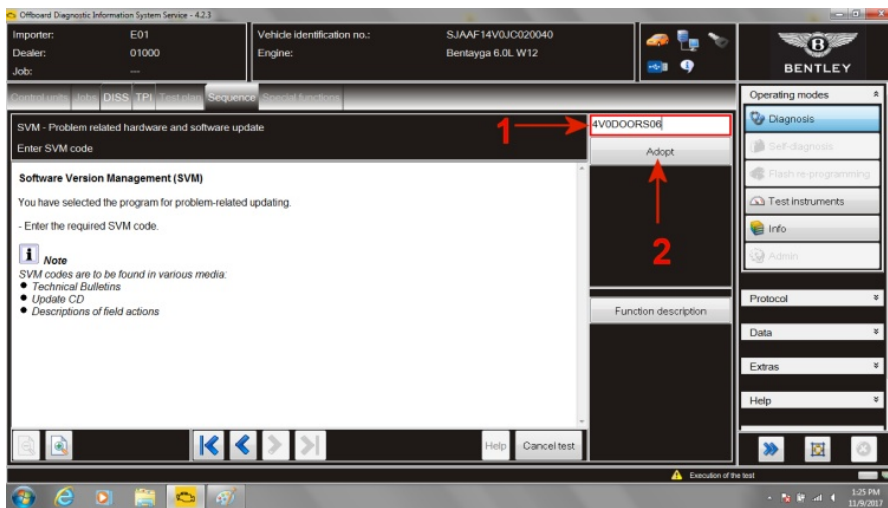 Offboard Diagnostic Information System Service - 4.2.3
Importer: E01
Dealer: 01000
Job: ---
Vehicle identification no.: SJAAF14V0JC020040
Engine: Bentayga 6.0L W12
B
BENTLEY
Control units Jobs DISS TPI Test plan Sequence Special functions
SVM - Problem related hardware and software update
Enter SVM code
1
4V0DOORS06
Adopt
2
Software Version Management (SVM)
You have selected the program for problem-related updating.
- Enter the required SVM code.
i Note
SVM codes are to be found in various media:
• Technical Bulletins
• Update CD
• Descriptions of field actions
Function description
Help
Cancel test
Operating modes
Diagnosis
Self-diagnosis
Flash re-programming
Test instruments
Info
Admin
Protocol
Data
Extras
Help
Execution of the test
1:25 PM
11/9/2017